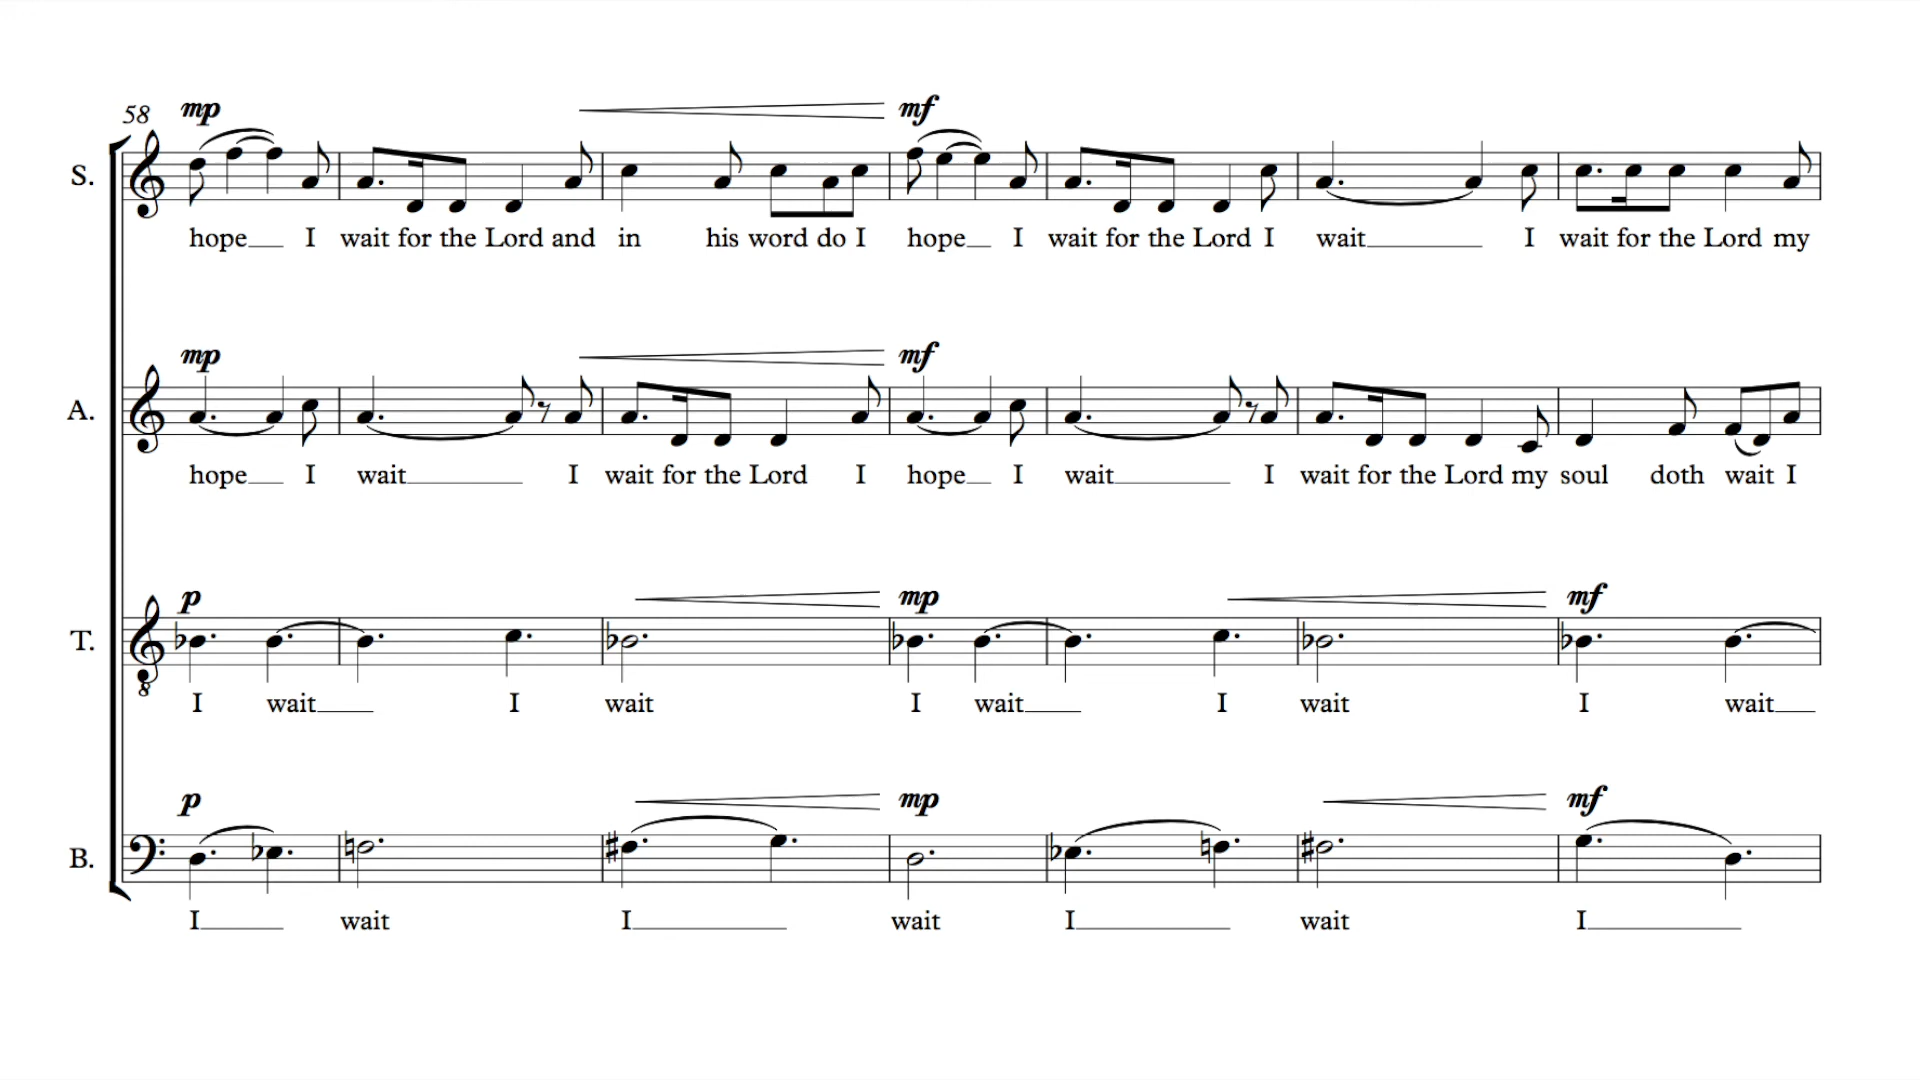 58 mp mf
S.
hope I wait for the Lord and in his word do I hope I wait for the Lord I wait I wait for the Lord my
mp mf
A.
hope I wait I wait for the Lord I hope I wait I wait for the Lord my soul doth wait I
p mp mf
T.
8
I wait I wait I wait I wait I wait
p mp mf
B.
I wait I wait I wait I